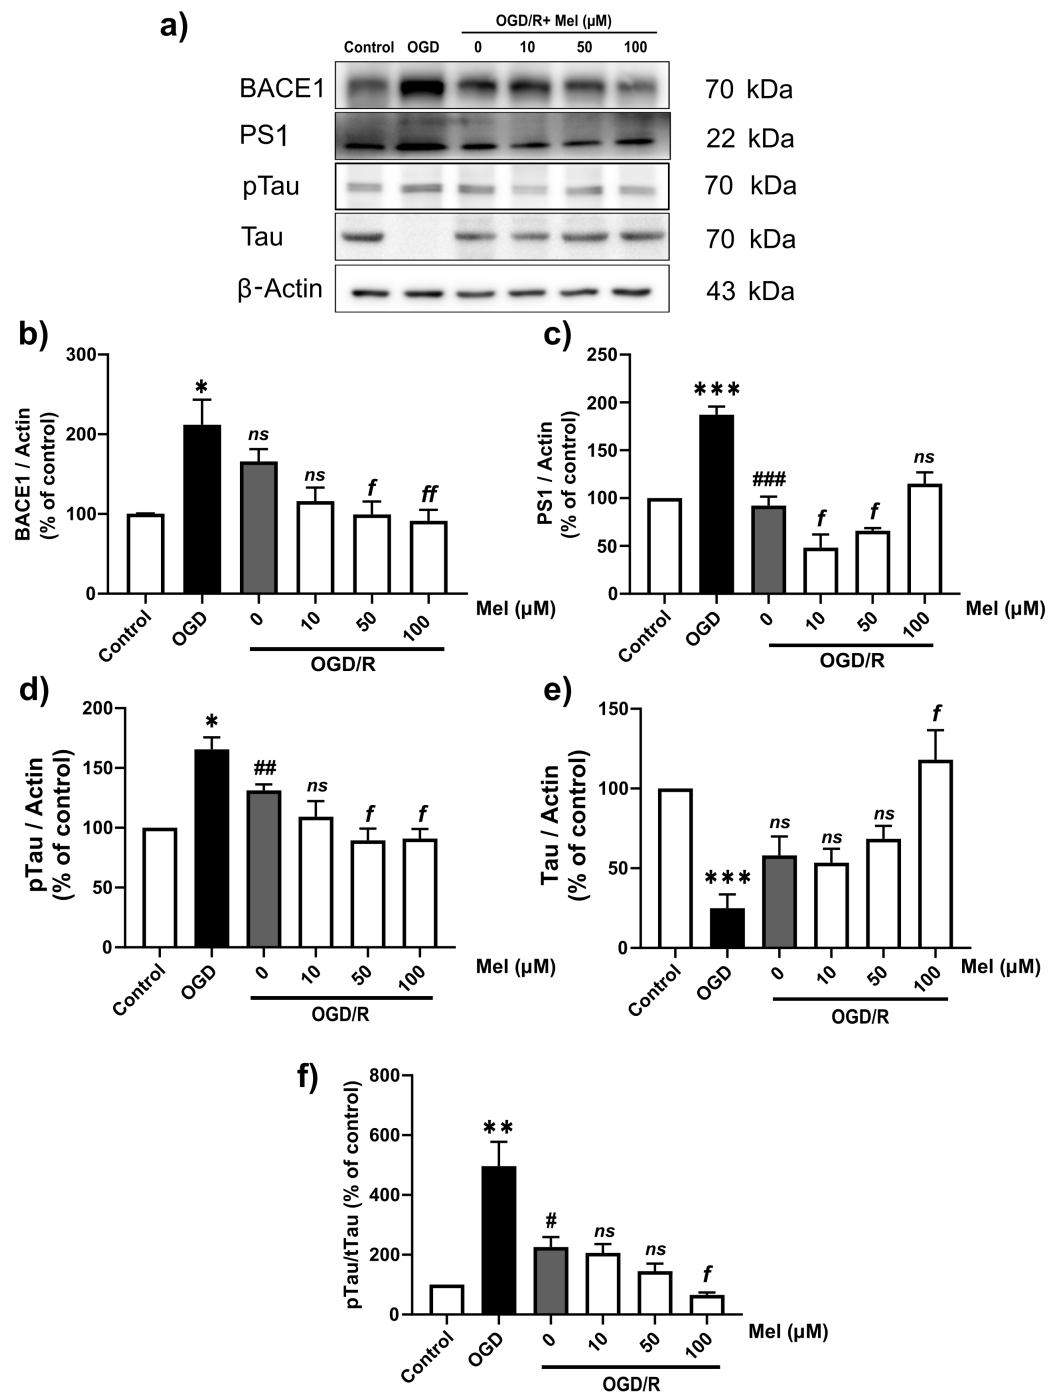 a)
OGD/R+ Mel (µM)
Control OGD 0 10 50 100
BACE1 70 kDa
PS1 22 kDa
pTau 70 kDa
Tau 70 kDa
β-Actin 43 kDa
b)
BACE1 / Actin
(% of control)
300
200
100
0
*
ns
ns
f
ff
Control OGD 0 10 50 100
Mel (µM)
OGD/R
c)
PS1 / Actin
(% of control)
250
200
150
100
50
0
***
###
f
f
ns
Control OGD 0 10 50 100
Mel (µM)
OGD/R
d)
pTau / Actin
(% of control)
200
150
100
50
0
*
##
ns
f
f
Control OGD 0 10 50 100
Mel (µM)
OGD/R
e)
Tau / Actin
(% of control)
150
100
50
0
***
ns
ns
ns
f
Control OGD 0 10 50 100
Mel (µM)
OGD/R
f)
pTau/tTau (% of control)
800
600
400
200
0
**
#
ns
ns
f
Control OGD 0 10 50 100
Mel (µM)
OGD/R